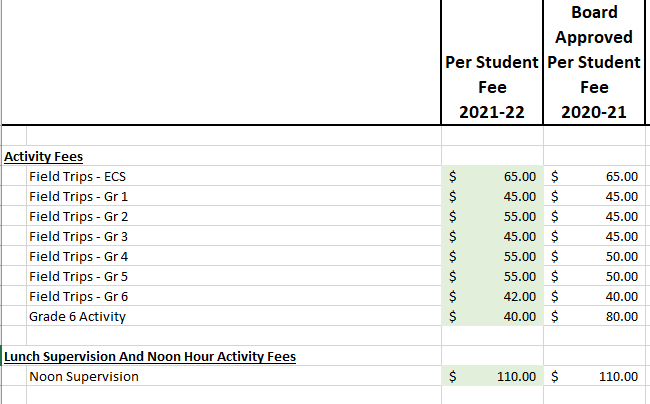 Board
Approved
Per Student Per Student
Fee Fee
2021-22 2020-21
Activity Fees
Field Trips - ECS $ 65.00 $ 65.00
Field Trips - Gr 1 $ 45.00 $ 45.00
Field Trips - Gr 2 $ 55.00 $ 45.00
Field Trips - Gr 3 $ 45.00 $ 45.00
Field Trips - Gr 4 $ 55.00 $ 50.00
Field Trips - Gr 5 $ 55.00 $ 50.00
Field Trips - Gr 6 $ 42.00 $ 40.00
Grade 6 Activity $ 40.00 $ 80.00
Lunch Supervision And Noon Hour Activity Fees
Noon Supervision $ 110.00 $ 110.00